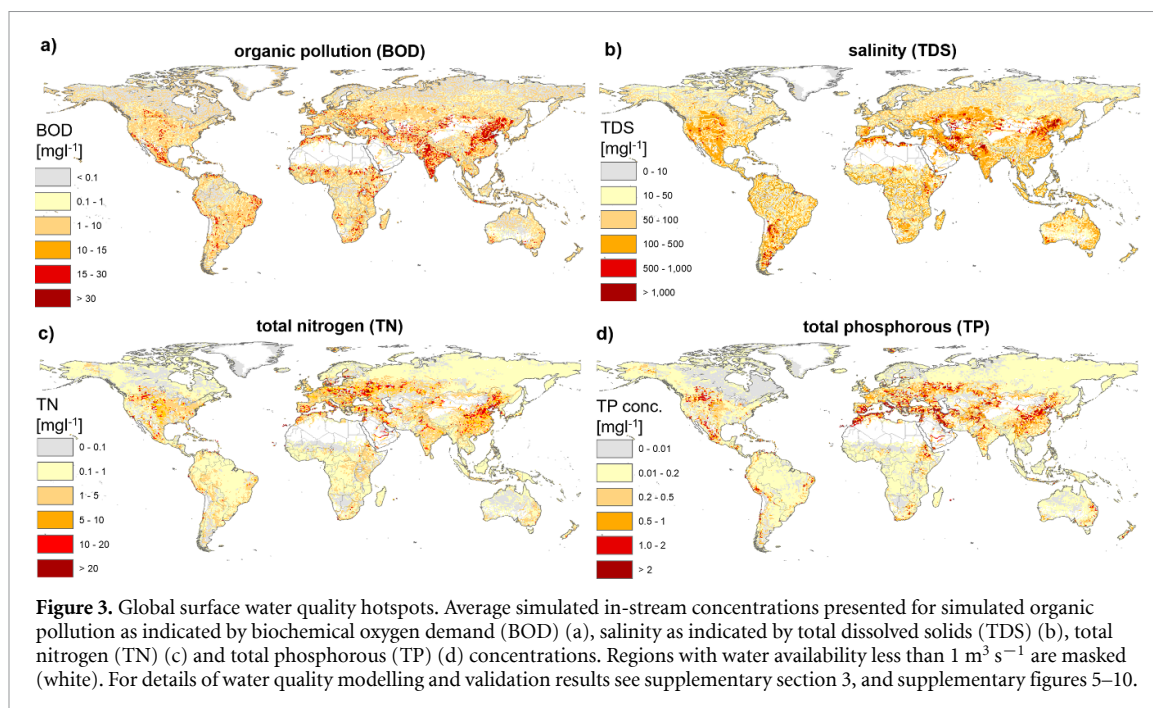 a)
organic pollution (BOD)
BOD
[mgl⁻¹]
< 0.1
0.1 - 1
1 - 10
10 - 15
15 - 30
> 30
b)
salinity (TDS)
TDS
[mgl⁻¹]
0 - 10
10 - 50
50 - 100
100 - 500
500 - 1,000
> 1,000
c)
total nitrogen (TN)
TN
[mgl⁻¹]
0 - 0.1
0.1 - 1
1 - 5
5 - 10
10 - 20
> 20
d)
total phosphorous (TP)
TP conc.
[mgl⁻¹]
0 - 0.01
0.01 - 0.2
0.2 - 0.5
0.5 - 1
1.0 - 2
> 2
Figure 3. Global surface water quality hotspots. Average simulated in-stream concentrations presented for simulated organic
pollution as indicated by biochemical oxygen demand (BOD) (a), salinity as indicated by total dissolved solids (TDS) (b), total
nitrogen (TN) (c) and total phosphorous (TP) (d) concentrations. Regions with water availability less than 1 m³ s⁻¹ are masked
(white). For details of water quality modelling and validation results see supplementary section 3, and supplementary figures 5–10.